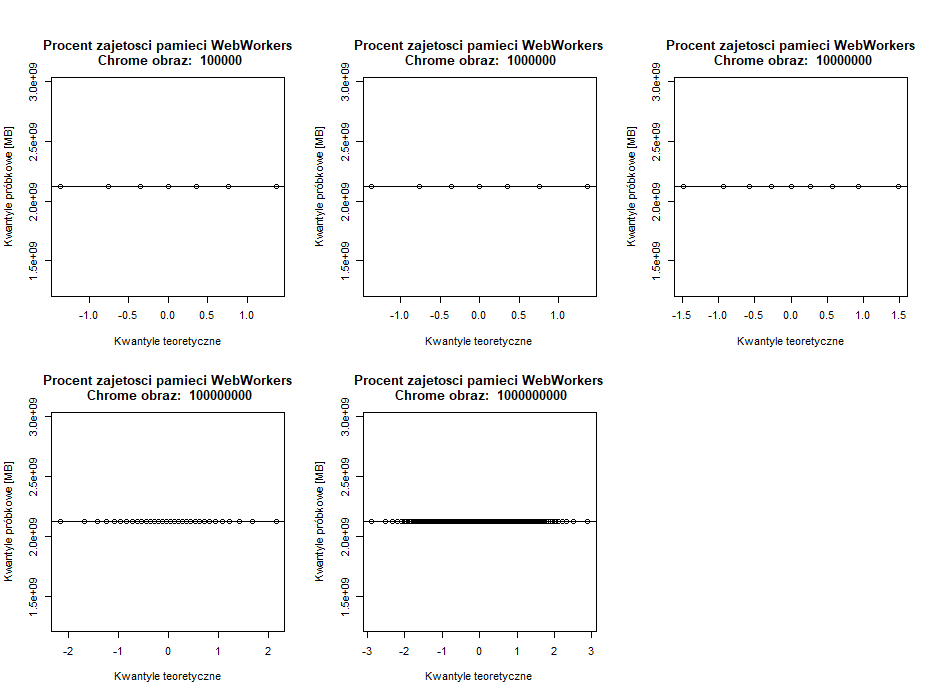 Procent zajetosci pamieci WebWorkers
Chrome obraz:  100000
Kwantyle próbkowe [MB]
3.0e+09
2.5e+09
2.0e+09
1.5e+09
-1.0 -0.5 0.0 0.5 1.0
Kwantyle teoretyczne
Procent zajetosci pamieci WebWorkers
Chrome obraz:  1000000
Kwantyle próbkowe [MB]
3.0e+09
2.5e+09
2.0e+09
1.5e+09
-1.0 -0.5 0.0 0.5 1.0
Kwantyle teoretyczne
Procent zajetosci pamieci WebWorkers
Chrome obraz:  10000000
Kwantyle próbkowe [MB]
3.0e+09
2.5e+09
2.0e+09
1.5e+09
-1.5 -1.0 -0.5 0.0 0.5 1.0 1.5
Kwantyle teoretyczne
Procent zajetosci pamieci WebWorkers
Chrome obraz:  100000000
Kwantyle próbkowe [MB]
3.0e+09
2.5e+09
2.0e+09
1.5e+09
-2 -1 0 1 2
Kwantyle teoretyczne
Procent zajetosci pamieci WebWorkers
Chrome obraz:  1000000000
Kwantyle próbkowe [MB]
3.0e+09
2.5e+09
2.0e+09
1.5e+09
-3 -2 -1 0 1 2 3
Kwantyle teoretyczne